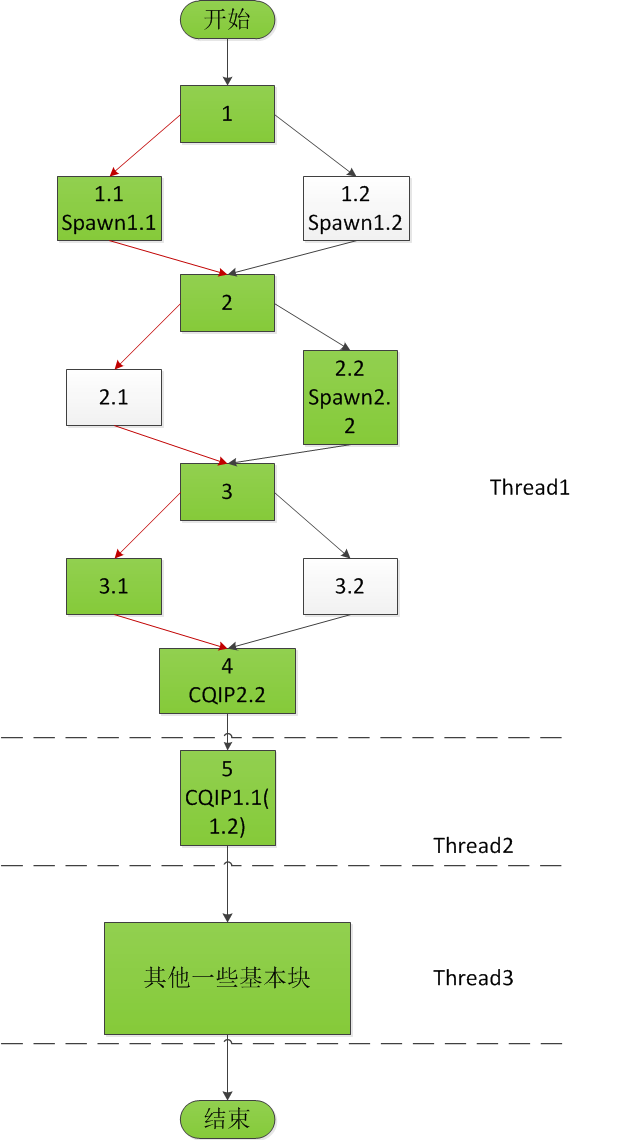 开始
1
1.1
Spawn1.1
1.2
Spawn1.2
2
2.1
2.2
Spawn2.
2
3
Thread1
3.1
3.2
4
CQIP2.2
5
CQIP1.1(
1.2)
Thread2
其他一些基本块
Thread3
结束